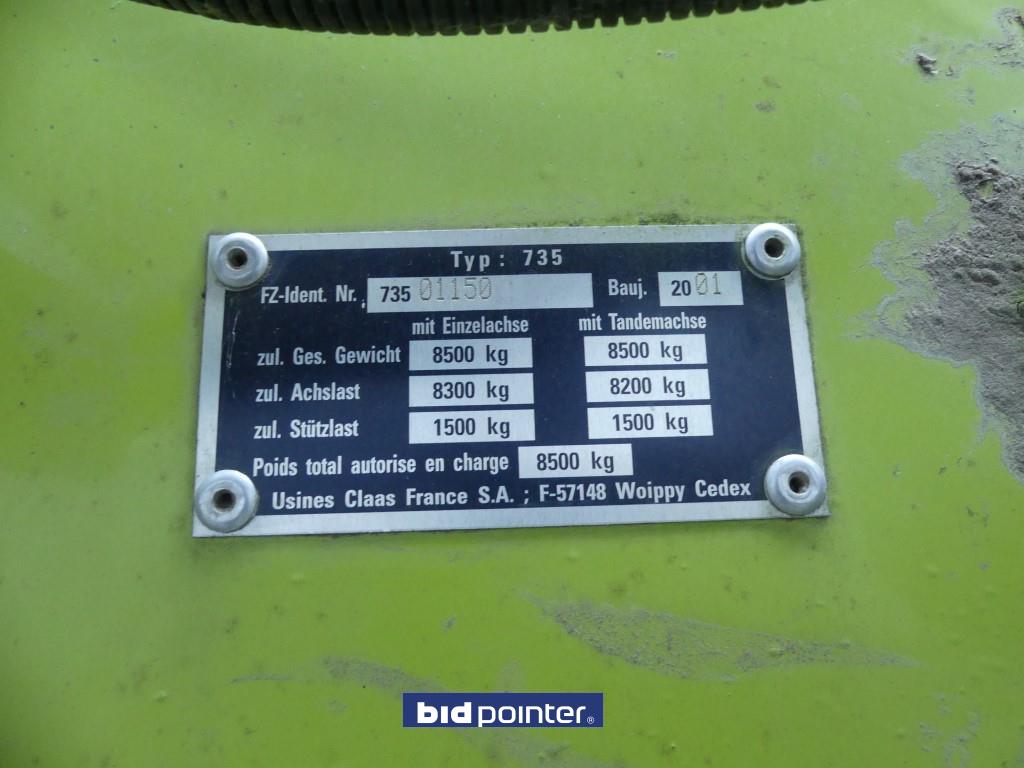 Typ: 735
FZ-Ident. Nr. 735 01150 Bauj. 2001
mit Einzelachse mit Tandemachse
zul. Ges. Gewicht 8500 kg 8500 kg
zul. Achslast 8300 kg 8200 kg
zul. Stützlast 1500 kg 1500 kg
Poids total autorise en charge 8500 kg
Usines Claas France S.A. ; F-57148 Woippy Cedex
bidpointer®